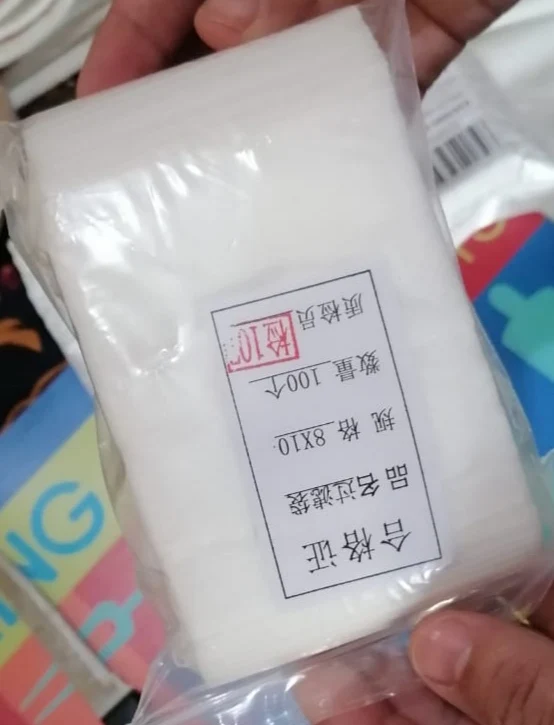 合格证
品名过滤袋
规格 8X10
数量 100个
质检员 检10
NG